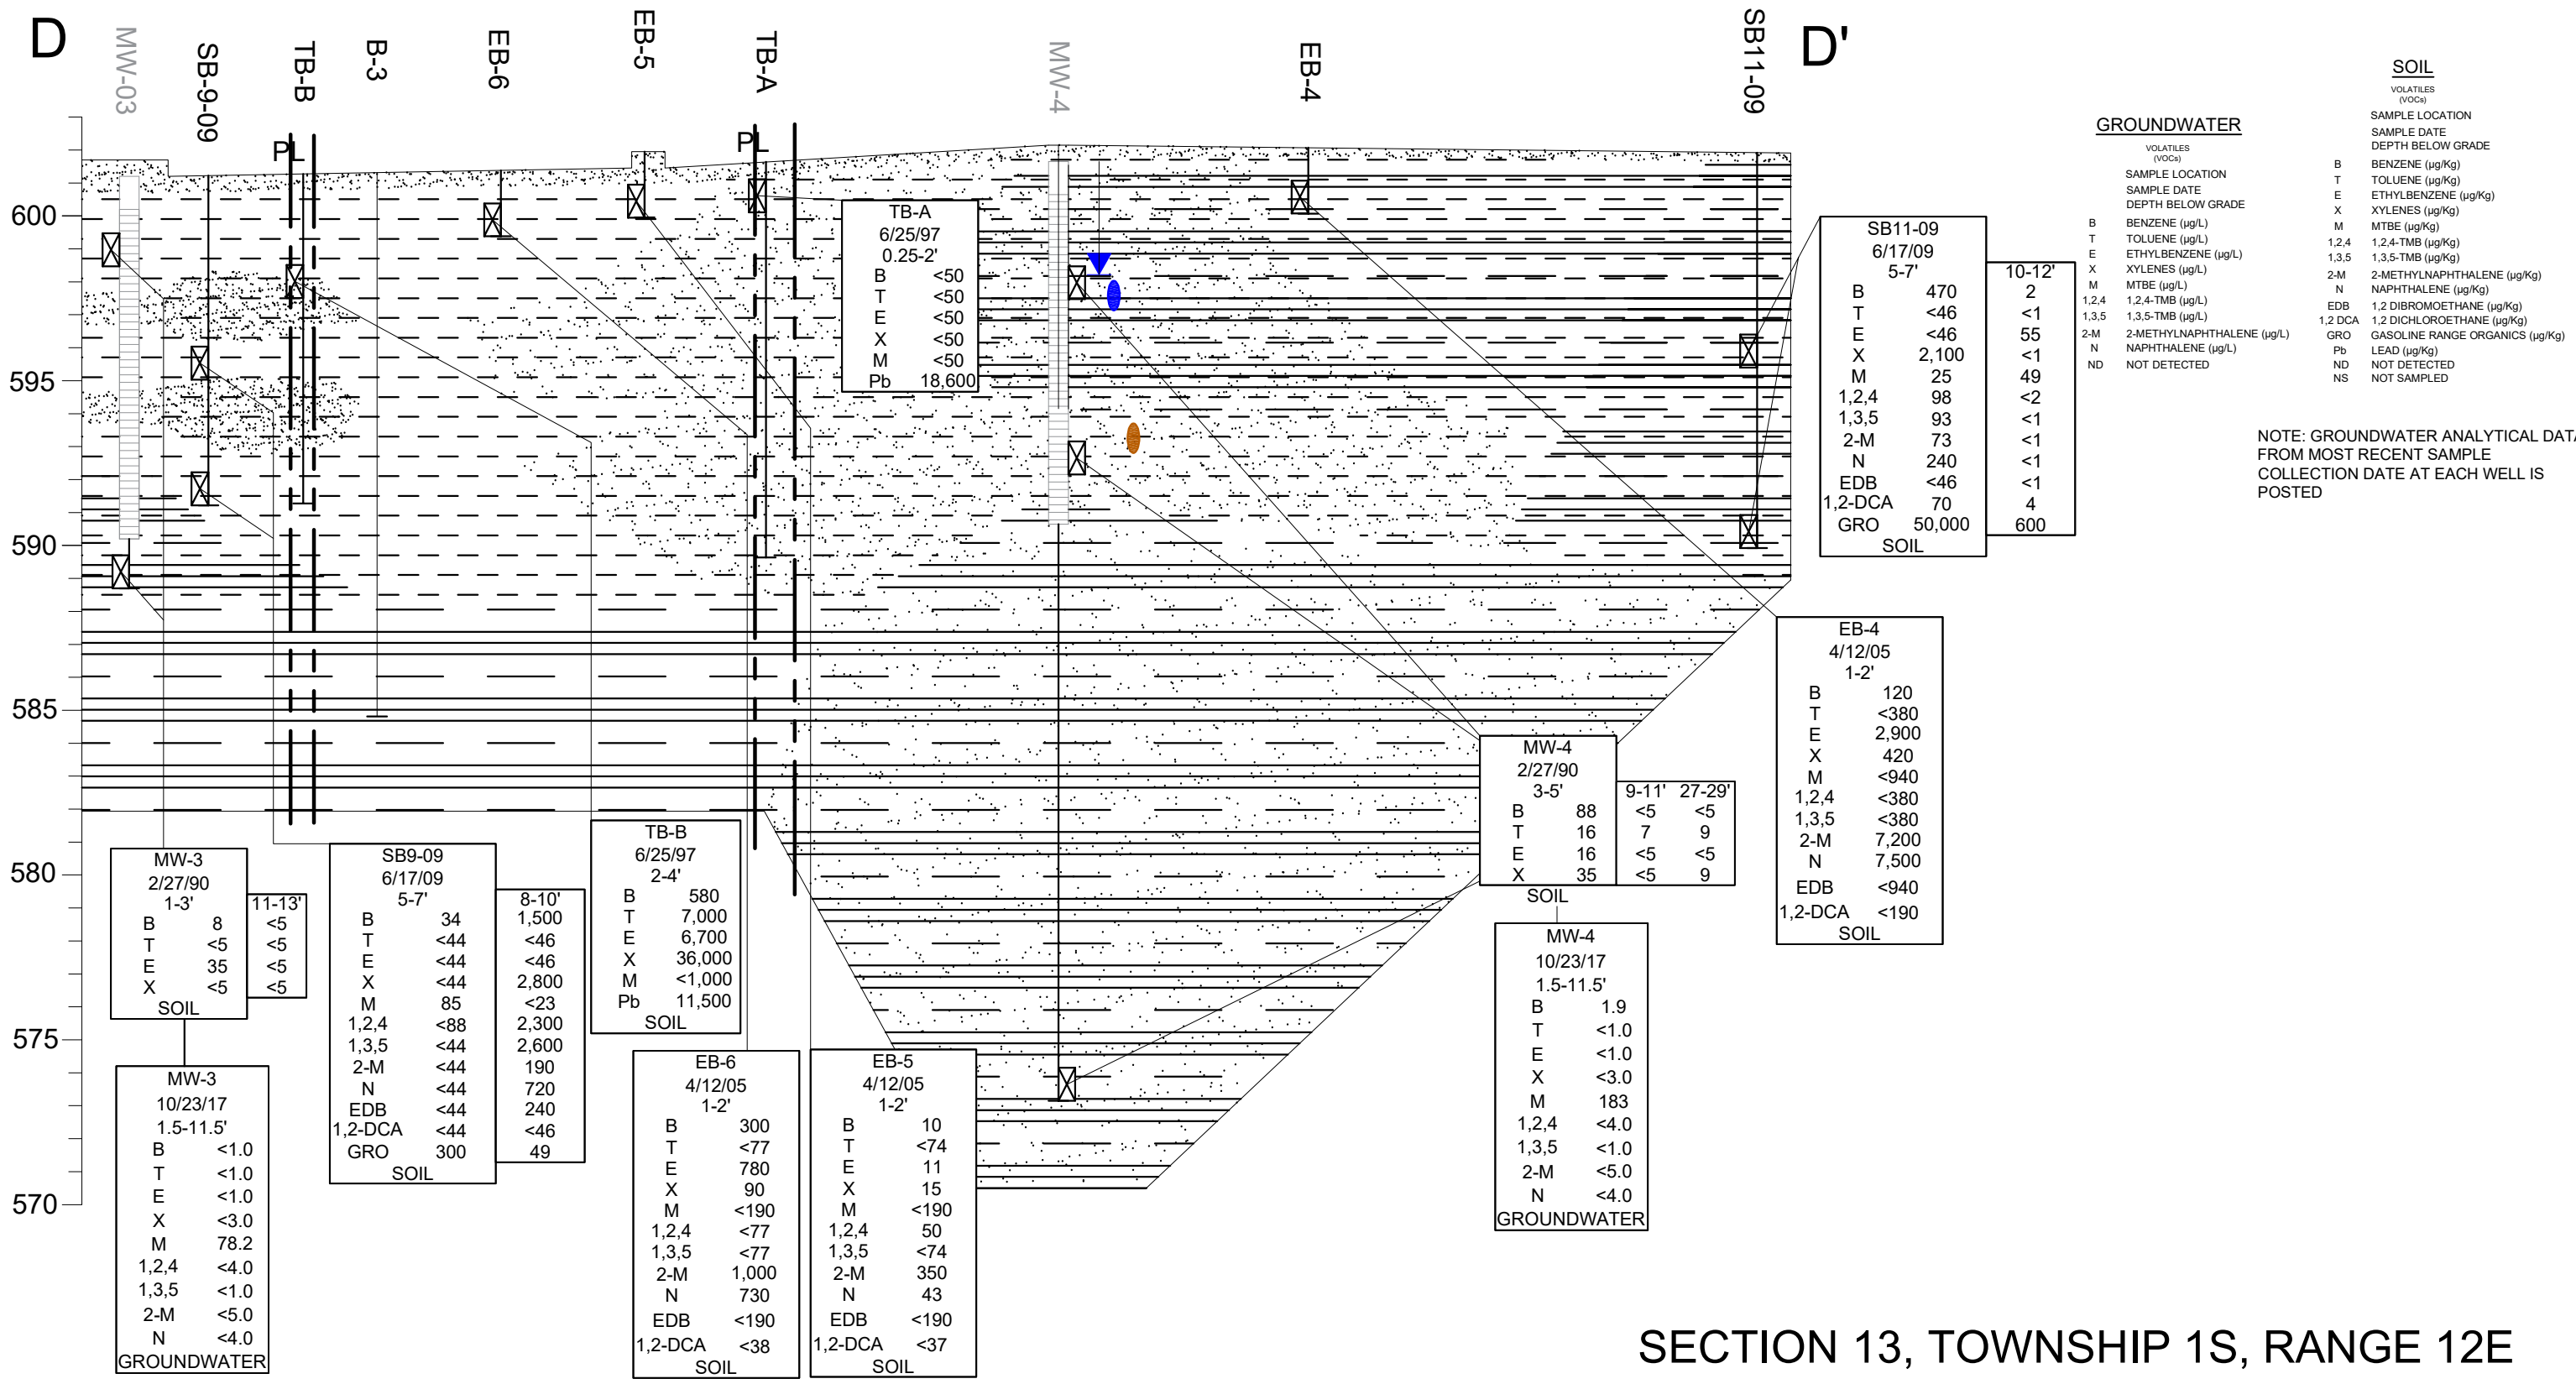 D
MW-03
SB-9-09
TB-B
B-3
EB-6
EB-5
TB-A
MW-4
EB-4
SB11-09
D'
PL
PL
600
595
590
585
580
575
570
TB-A
6/25/97
0.25-2'
B <50
T <50
E <50
X <50
M <50
Pb 18,600
SB11-09
6/17/09
5-7' 10-12'
B 470 2
T <46 <1
E <46 55
X 2,100 <1
M 25 49
1,2,4 98 <2
1,3,5 93 <1
2-M 73 <1
N 240 <1
EDB <46 <1
1,2-DCA 70 4
GRO 50,000 600
SOIL
GROUNDWATER
VOLATILES
(VOCs)
SAMPLE LOCATION
SAMPLE DATE
DEPTH BELOW GRADE
B BENZENE (µg/L)
T TOLUENE (µg/L)
E ETHYLBENZENE (µg/L)
X XYLENES (µg/L)
M MTBE (µg/L)
1,2,4 1,2,4-TMB (µg/L)
1,3,5 1,3,5-TMB (µg/L)
2-M 2-METHYLNAPHTHALENE (µg/L)
N NAPHTHALENE (µg/L)
ND NOT DETECTED
SOIL
VOLATILES
(VOCs)
SAMPLE LOCATION
SAMPLE DATE
DEPTH BELOW GRADE
B BENZENE (µg/Kg)
T TOLUENE (µg/Kg)
E ETHYLBENZENE (µg/Kg)
X XYLENES (µg/Kg)
M MTBE (µg/Kg)
1,2,4 1,2,4-TMB (µg/Kg)
1,3,5 1,3,5-TMB (µg/Kg)
2-M 2-METHYLNAPHTHALENE (µg/Kg)
N NAPHTHALENE (µg/Kg)
EDB 1,2 DIBROMOETHANE (µg/Kg)
1,2 DCA 1,2 DICHLOROETHANE (µg/Kg)
GRO GASOLINE RANGE ORGANICS (µg/Kg)
Pb LEAD (µg/Kg)
ND NOT DETECTED
NS NOT SAMPLED
NOTE: GROUNDWATER ANALYTICAL DATA
FROM MOST RECENT SAMPLE
COLLECTION DATE AT EACH WELL IS
POSTED
EB-4
4/12/05
1-2'
B 120
T <380
E 2,900
X 420
M <940
1,2,4 <380
1,3,5 <380
2-M 7,200
N 7,500
EDB <940
1,2-DCA <190
SOIL
MW-4
2/27/90
3-5' 9-11' 27-29'
B 88 <5 <5
T 16 7 9
E 16 <5 <5
X 35 <5 9
SOIL
MW-4
10/23/17
1.5-11.5'
B 1.9
T <1.0
E <1.0
X <3.0
M 183
1,2,4 <4.0
1,3,5 <1.0
2-M <5.0
N <4.0
GROUNDWATER
MW-3
2/27/90
1-3' 11-13'
B 8 <5
T <5 <5
E 35 <5
X <5 <5
SOIL
MW-3
10/23/17
1.5-11.5'
B <1.0
T <1.0
E <1.0
X <3.0
M 78.2
1,2,4 <4.0
1,3,5 <1.0
2-M <5.0
N <4.0
GROUNDWATER
SB9-09
6/17/09
5-7' 8-10'
B 34 1,500
T <44 <46
E <44 <46
X <44 2,800
M 85 <23
1,2,4 <88 2,300
1,3,5 <44 2,600
2-M <44 190
N <44 720
EDB <44 240
1,2-DCA <44 <46
GRO 300 49
SOIL
TB-B
6/25/97
2-4'
B 580
T 7,000
E 6,700
X 36,000
M <1,000
Pb 11,500
SOIL
EB-6
4/12/05
1-2'
B 300
T <77
E 780
X 90
M <190
1,2,4 <77
1,3,5 <77
2-M 1,000
N 730
EDB <190
1,2-DCA <38
SOIL
EB-5
4/12/05
1-2'
B 10
T <74
E 11
X 15
M <190
1,2,4 50
1,3,5 <74
2-M 350
N 43
EDB <190
1,2-DCA <37
SOIL
SECTION 13, TOWNSHIP 1S, RANGE 12E